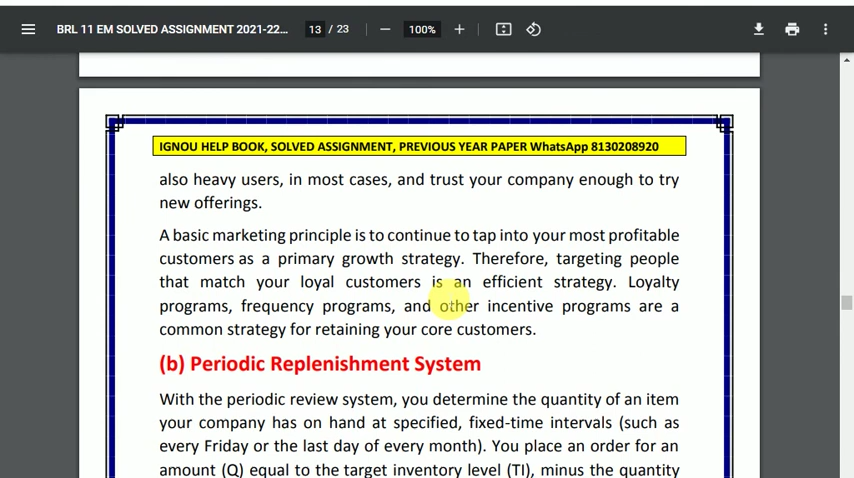 BRL 11 EM SOLVED ASSIGNMENT 2021-22... 13 / 23 100%
IGNOU HELP BOOK, SOLVED ASSIGNMENT, PREVIOUS YEAR PAPER WhatsApp 8130208920
also heavy users, in most cases, and trust your company enough to try
new offerings.
A basic marketing principle is to continue to tap into your most profitable
customers as a primary growth strategy. Therefore, targeting people
that match your loyal customers is an efficient strategy. Loyalty
programs, frequency programs, and other incentive programs are a
common strategy for retaining your core customers.
(b) Periodic Replenishment System
With the periodic review system, you determine the quantity of an item
your company has on hand at specified, fixed-time intervals (such as
every Friday or the last day of every month). You place an order for an
amount (Q) equal to the target inventory level (TI), minus the quantity